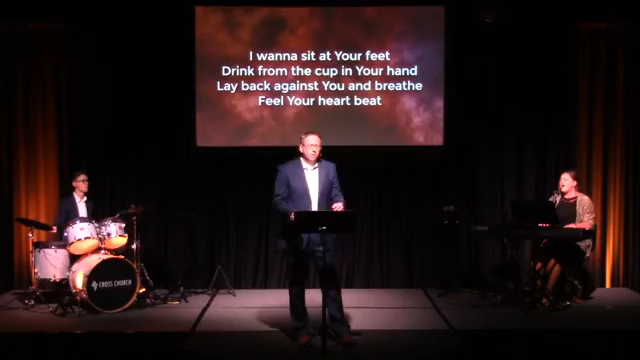 I wanna sit at Your feet
Drink from the cup in Your hand
Lay back against You and breathe
Feel Your heart beat
CROSS CHURCH